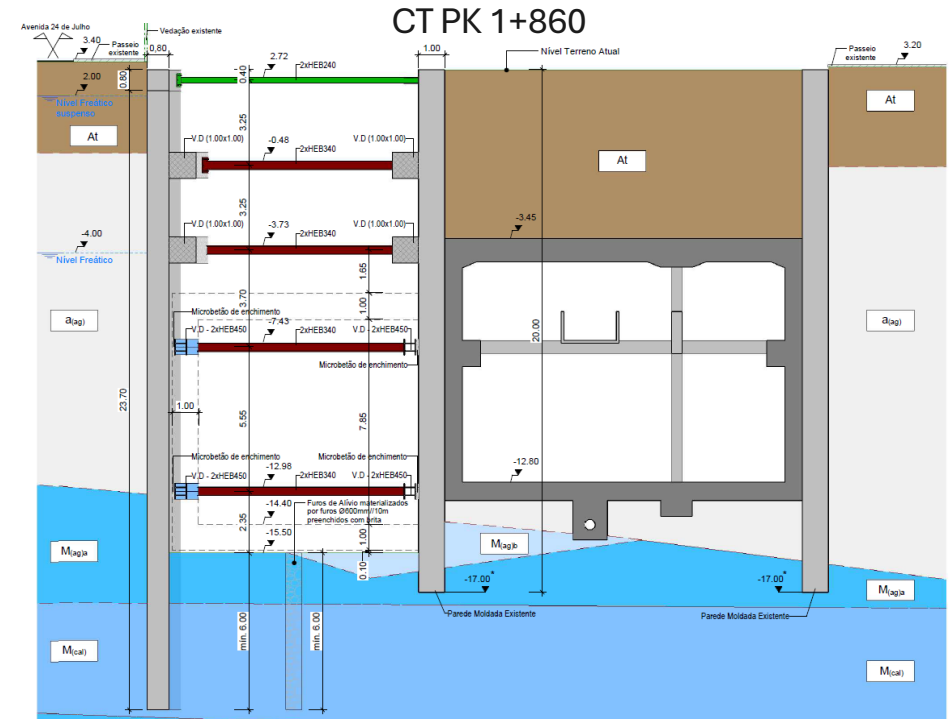 CT PK 1+860
Avenida 24 de Julho
Vedação existente
3.40
Passeio
existente
0,80
2.72
2xHEB240
1.00
Nível Terreno Atual
Passeio
existente
3.20
2.00
0.80
0.40
Nível Freático
suspenso
At
At
At
3.25
V.D (1.00x1.00)
-0.48
2xHEB340
V.D (1.00x1.00)
3.25
V.D (1.00x1.00)
-3.73
2xHEB340
V.D (1.00x1.00)
-3.45
-4.00
Nível Freático
1.65
3.70
1.00
Microbetão de enchimento
V.D - 2xHEB450
-7.43
2xHEB340
V.D - 2xHEB450
Microbetão de enchimento
a(ag)
a(ag)
20.00
23.70
1.00
5.55
7.85
Microbetão de enchimento
Microbetão de enchimento
V.D - 2xHEB450
-12.98
2xHEB340
V.D - 2xHEB450
-12.80
-14.40
Furos de Alívio materializados
por furos Ø600mm//10m
preenchidos com brita
2.35
-15.50
1.00
0.10
M(ag)a
M(ag)b
M(ag)a
-17.00*
-17.00*
Parede Moldada Existente
Parede Moldada Existente
min. 6.00
min. 6.00
M(cal)
M(cal)